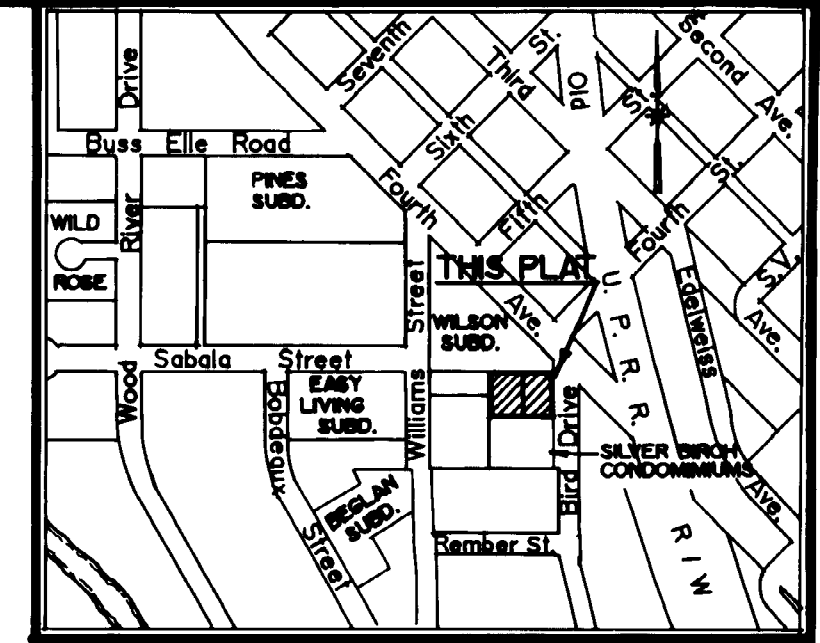 Seventh
Third
St.
Old
Second
Ave.
Drive
Buss Elle Road
Sixth
St.
St.
PINES
SUBD.
Fourth
Fifth
Fourth
WILD
ROSE
River
THIS PLAT
Street
WILSON
SUBD.
Ave.
U. P. R. R.
Edelweiss
S.V.
Ave.
Sabala Street
Wood
Bobdeaux
EASY
LIVING
SUBD.
Williams
Bird Drive
SILVER BIRCH
CONDOMIMIUMS
Ave.
BEGLAN
SUBD.
Street
Rember St.
R / W